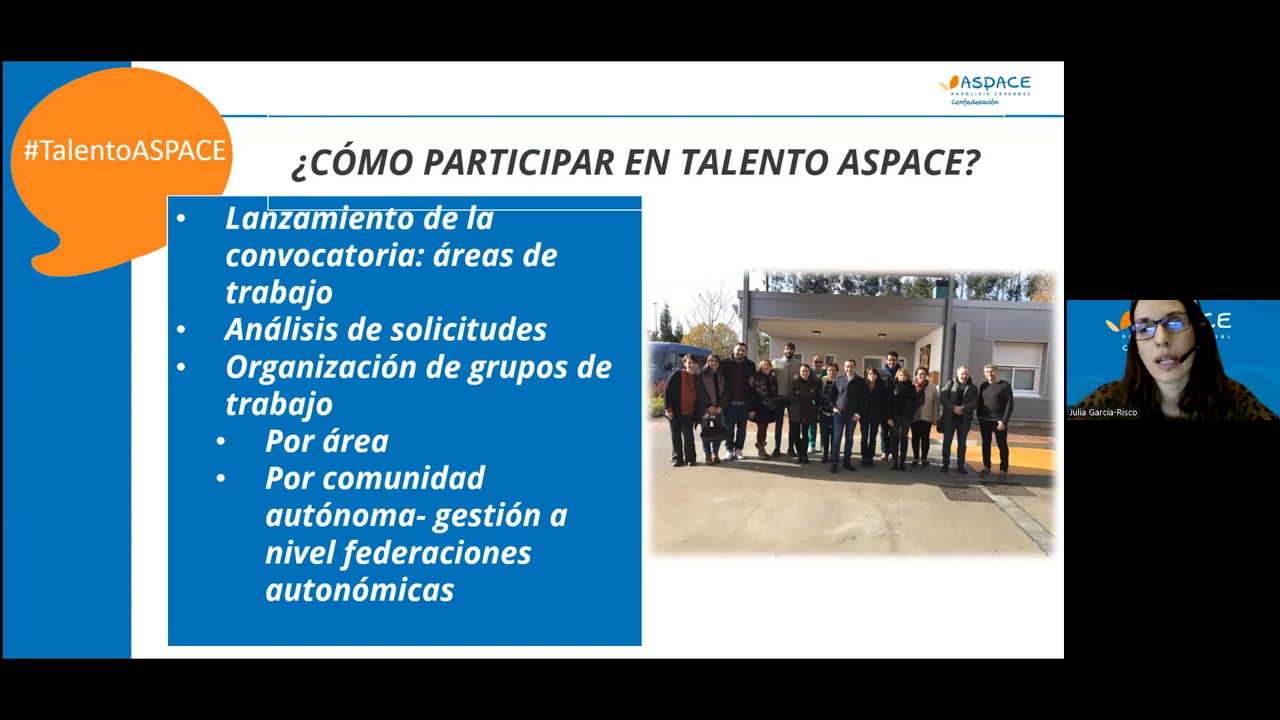 ASPACE
PARÁLISIS CEREBRAL
Confederación
#TalentoASPACE
¿CÓMO PARTICIPAR EN TALENTO ASPACE?
• Lanzamiento de la
convocatoria: áreas de
trabajo
• Análisis de solicitudes
• Organización de grupos de
trabajo
• Por área
• Por comunidad
autónoma- gestión a
nivel federaciones
autonómicas
Julia García-Risco